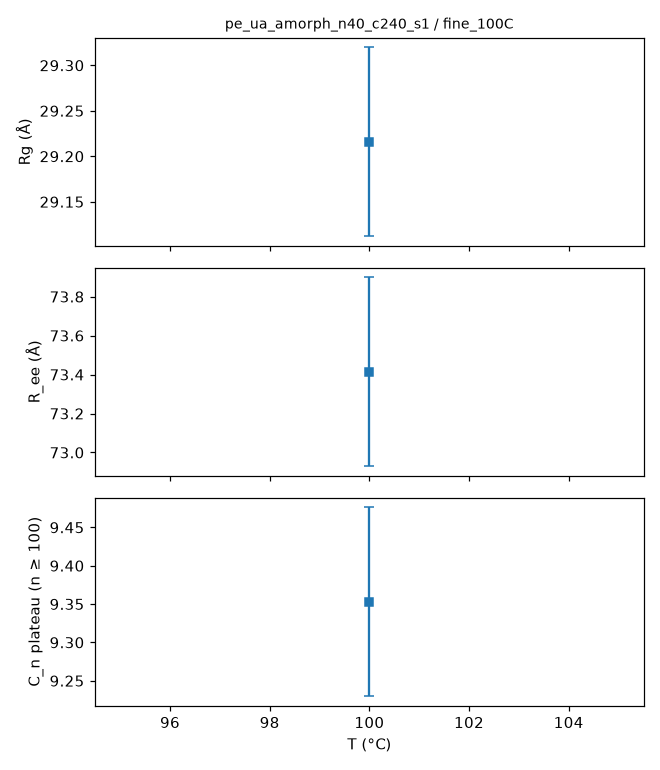 pe_ua_amorph_n40_c240_s1 / fine_100C
Rg (Å)
29.30
29.25
29.20
29.15
R_ee (Å)
73.8
73.6
73.4
73.2
73.0
C_n plateau (n ≥ 100)
9.45
9.40
9.35
9.30
9.25
96 98 100 102 104
T (°C)